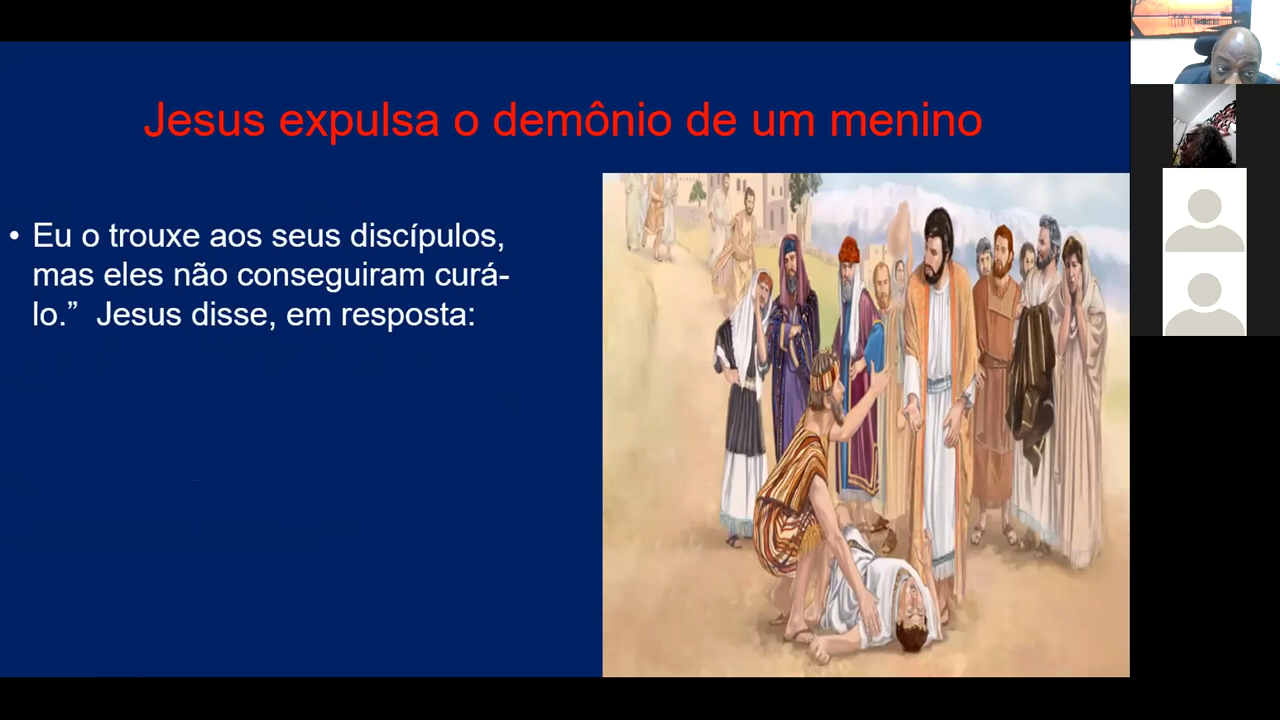 Jesus expulsa o demônio de um menino
• Eu o trouxe aos seus discípulos,
mas eles não conseguiram curá-
lo.”  Jesus disse, em resposta: